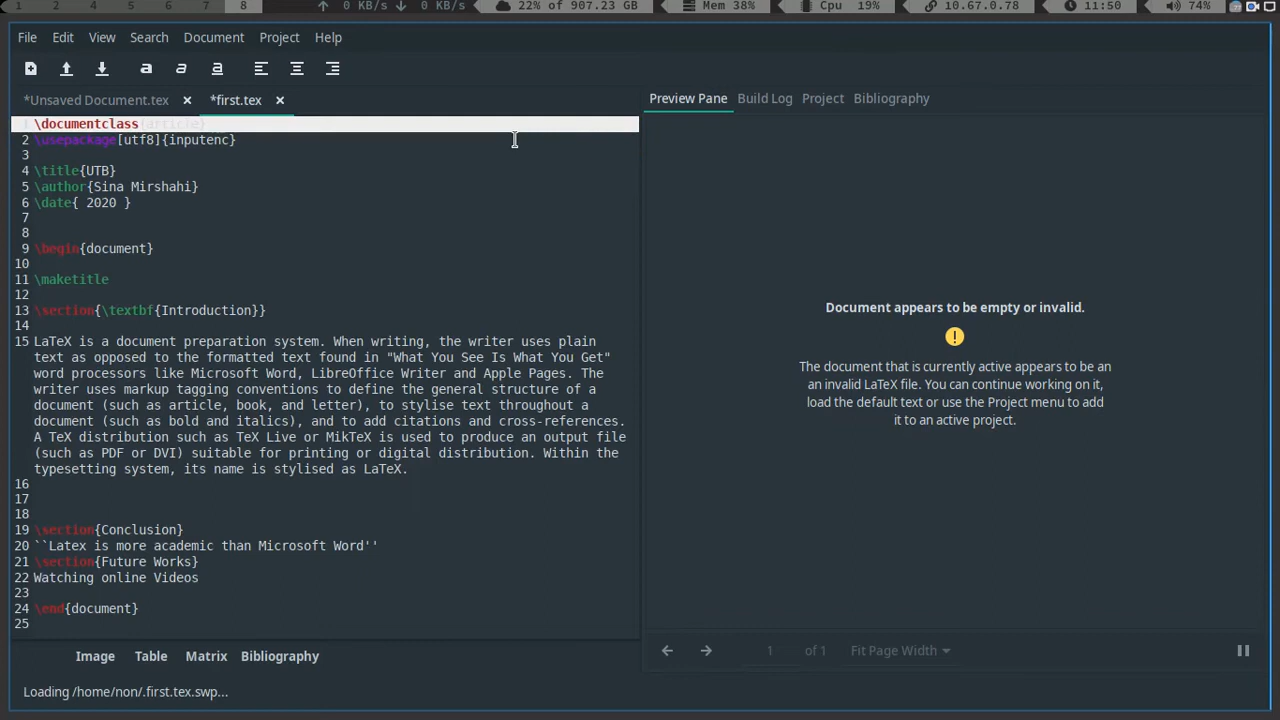 1 2 4 5 6 7 8 0 KB/s 0 KB/s 22% of 907.23 GB Mem 38% Cpu 19% 10.67.0.78 11:50 74%
File Edit View Search Document Project Help
a a a
*Unsaved Document.tex *first.tex Preview Pane Build Log Project Bibliography
1 \documentclass{article}
2 \usepackage[utf8]{inputenc}
3
4 \title{UTB}
5 \author{Sina Mirshahi}
6 \date{ 2020 }
7
8
9 \begin{document}
10
11 \maketitle
12
13 \section{\textbf{Introduction}}
14
15 LaTeX is a document preparation system. When writing, the writer uses plain
text as opposed to the formatted text found in "What You See Is What You Get"
word processors like Microsoft Word, LibreOffice Writer and Apple Pages. The
writer uses markup tagging conventions to define the general structure of a
document (such as article, book, and letter), to stylise text throughout a
document (such as bold and italics), and to add citations and cross-references.
A TeX distribution such as TeX Live or MikTeX is used to produce an output file
(such as PDF or DVI) suitable for printing or digital distribution. Within the
typesetting system, its name is stylised as LaTeX.
16
17
18
19 \section{Conclusion}
20 ``Latex is more academic than Microsoft Word''
21 \section{Future Works}
22 Watching online Videos
23
24 \end{document}
25
Document appears to be empty or invalid.
The document that is currently active appears to be an
an invalid LaTeX file. You can continue working on it,
load the default text or use the Project menu to add
it to an active project.
1 of 1 Fit Page Width
Image Table Matrix Bibliography
Loading /home/non/.first.tex.swp...